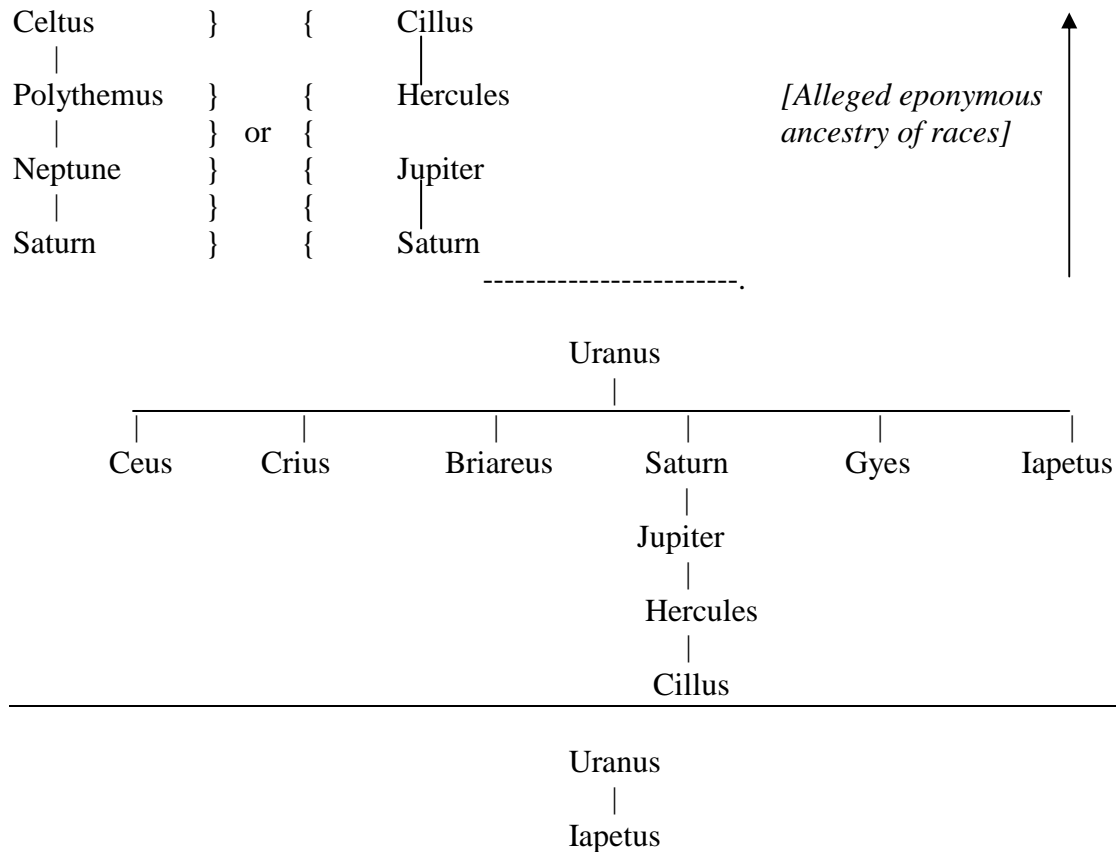 Celtus } { Cillus
|
Polythemus } { Hercules [Alleged eponymous
| } or { ancestry of races]
Neptune } { Jupiter
| } {
Saturn } { Saturn
-----------------------.
Uranus
|
| | | | | |
Ceus Crius Briareus Saturn Gyes Iapetus
|
Jupiter
|
Hercules
|
Cillus
Uranus
|
Iapetus